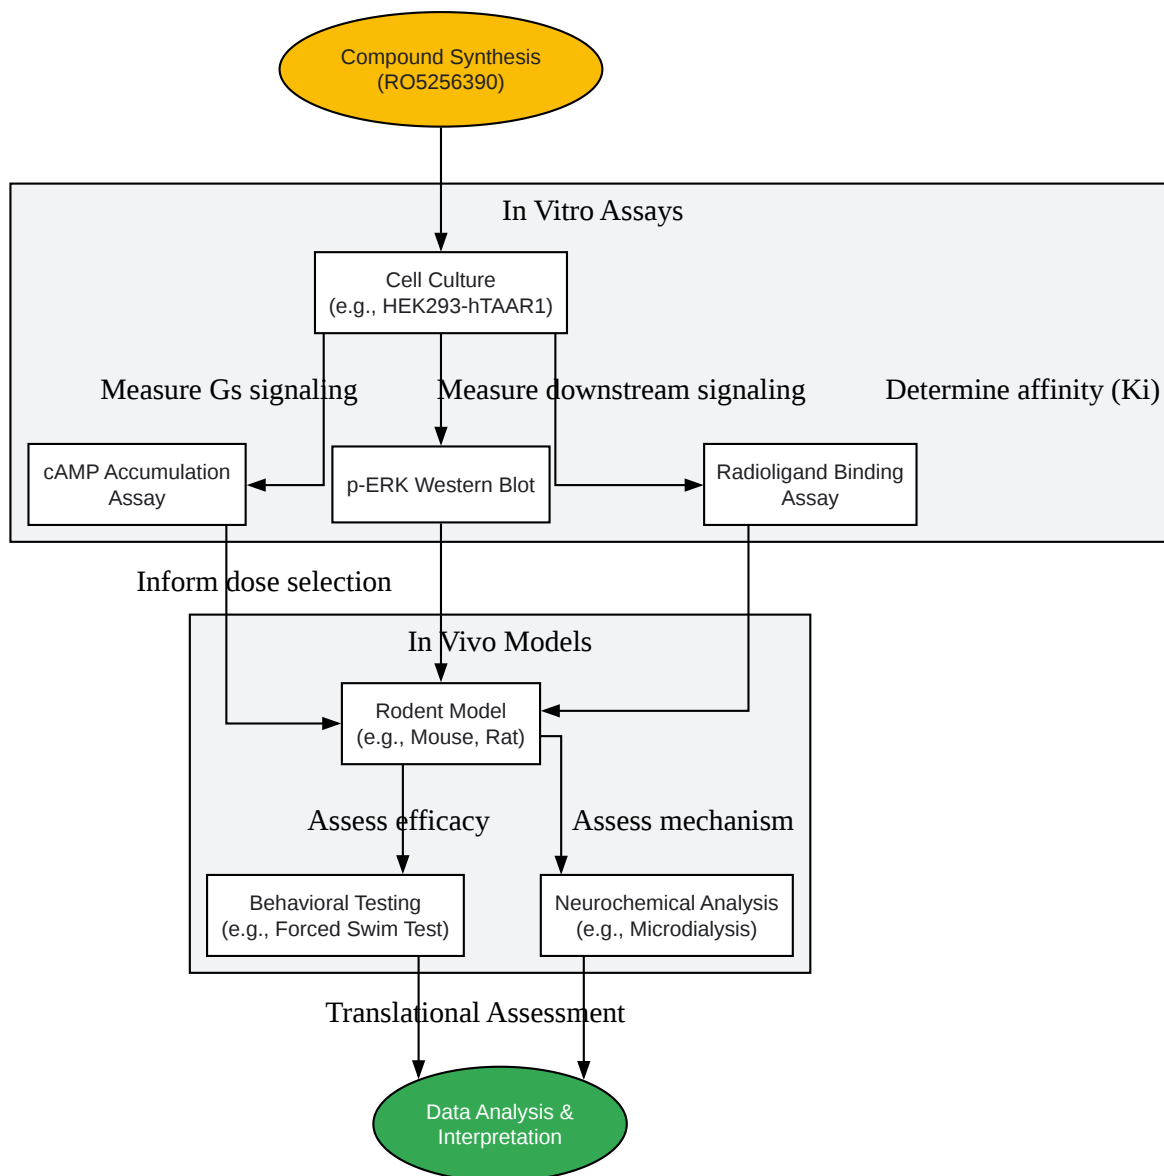 Compound Synthesis
(RO5256390)
In Vitro Assays
Cell Culture
(e.g., HEK293-hTAAR1)
Measure Gs signaling
Measure downstream signaling
Determine affinity (Ki)
cAMP Accumulation
Assay
p-ERK Western Blot
Radioligand Binding
Assay
Inform dose selection
In Vivo Models
Rodent Model
(e.g., Mouse, Rat)
Assess efficacy
Assess mechanism
Behavioral Testing
(e.g., Forced Swim Test)
Neurochemical Analysis
(e.g., Microdialysis)
Translational Assessment
Data Analysis &
Interpretation